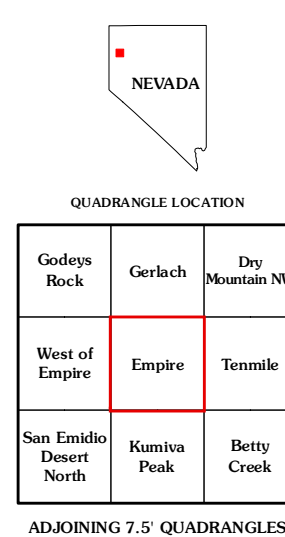 NEVADA
QUADRANGLE LOCATION
Godeys
Rock
Gerlach
Dry
Mountain NW
West of
Empire
Empire
Tenmile
San Emidio
Desert
North
Kumiva
Peak
Betty
Creek
ADJOINING 7.5' QUADRANGLES